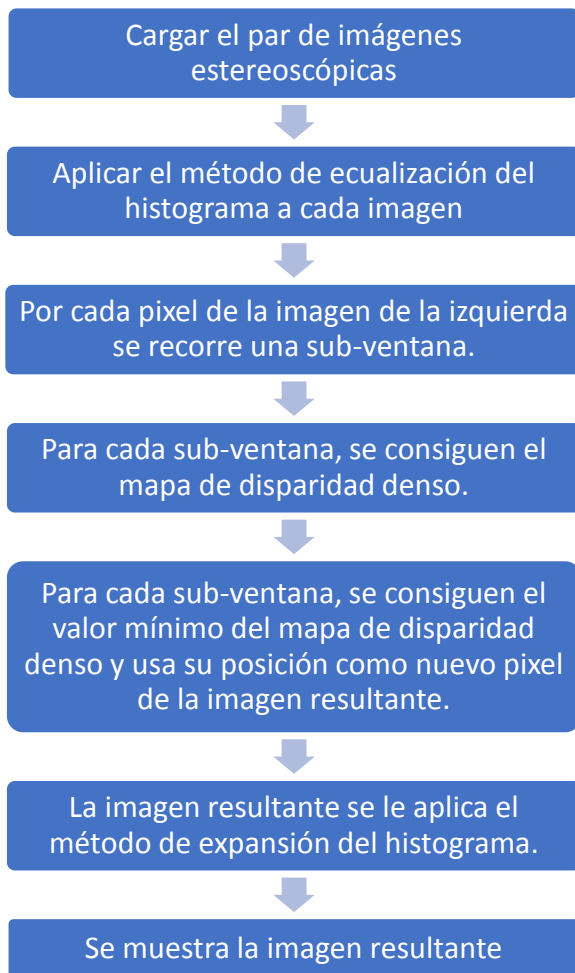 Cargar el par de imágenes
estereoscópicas
Aplicar el método de ecualización del
histograma a cada imagen
Por cada pixel de la imagen de la izquierda
se recorre una sub-ventana.
Para cada sub-ventana, se consiguen el
mapa de disparidad denso.
Para cada sub-ventana, se consiguen el
valor mínimo del mapa de disparidad
denso y usa su posición como nuevo pixel
de la imagen resultante.
La imagen resultante se le aplica el
método de expansión del histograma.
Se muestra la imagen resultante